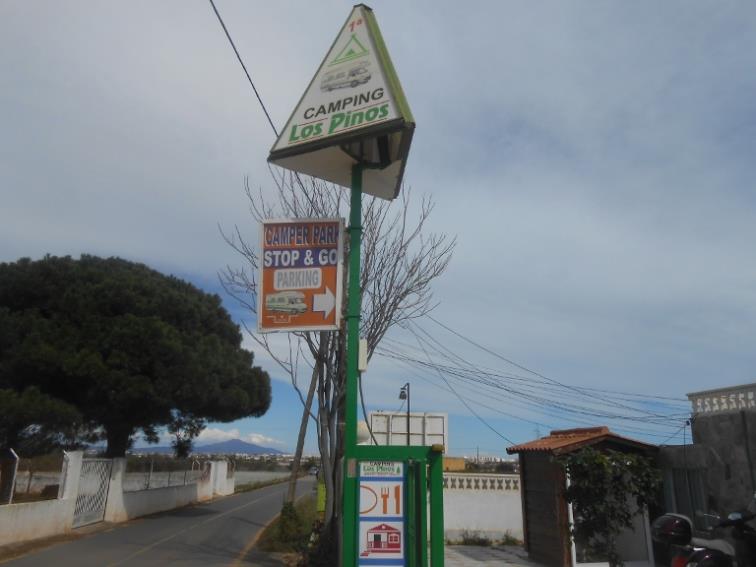 1ª
CAMPING
Los Pinos
CAMPER PARK
STOP & GO
PARKING
CAMPING
Los Pinos